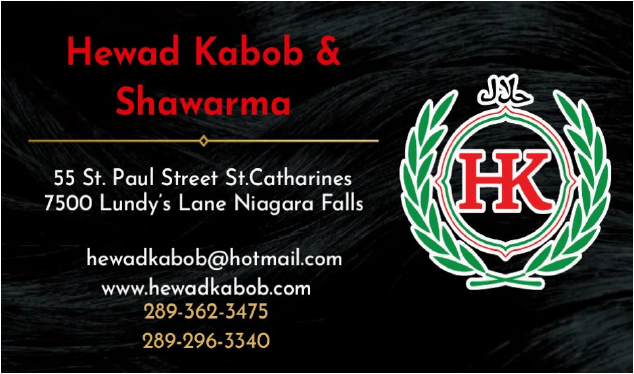 Hewad Kabob &
Shawarma
55 St. Paul Street St.Catharines
7500 Lundy's Lane Niagara Falls
hewadkabob@hotmail.com
www.hewadkabob.com
289-362-3475
289-296-3340
حلال
HK